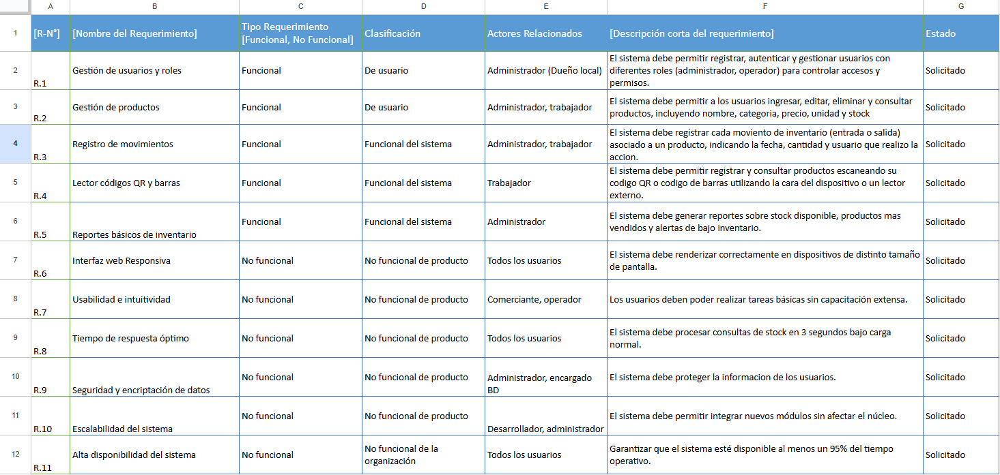 A B C D E F G
1 [R-N°] [Nombre del Requerimiento] Tipo Requerimiento
[Funcional, No Funcional] Clasificación Actores Relacionados [Descripción corta del requerimiento] Estado
2 R.1 Gestión de usuarios y roles Funcional De usuario Administrador (Dueño local) El sistema debe permitir registrar, autenticar y gestionar usuarios con
diferentes roles (administrador, operador) para controlar accesos y
permisos. Solicitado
3 R.2 Gestión de productos Funcional De usuario Administrador, trabajador El sistema debe permitir a los usuarios ingresar, editar, eliminar y consultar
productos, incluyendo nombre, categoria, precio, unidad y stock Solicitado
4 R.3 Registro de movimientos Funcional Funcional del sistema Administrador, trabajador El sistema debe registrar cada moviento de inventario (entrada o salida)
asociado a un producto, indicando la fecha, cantidad y usuario que realizo la
accion. Solicitado
5 R.4 Lector códigos QR y barras Funcional Funcional del sistema Trabajador El sistema debe permitir registrar y consultar productos escaneando su
codigo QR o codigo de barras utilizando la cara del dispositivo o un lector
externo. Solicitado
6 R.5 Reportes básicos de inventario Funcional Funcional del sistema Administrador El sistema debe generar reportes sobre stock disponible, productos mas
vendidos y alertas de bajo inventario. Solicitado
7 R.6 Interfaz web Responsiva No funcional No funcional de producto Todos los usuarios El sistema debe renderizar correctamente en dispositivos de distinto tamaño
de pantalla. Solicitado
8 R.7 Usabilidad e intuitividad No funcional No funcional de producto Comerciante, operador Los usuarios deben poder realizar tareas básicas sin capacitación extensa. Solicitado
9 R.8 Tiempo de respuesta óptimo No funcional No funcional de producto Todos los usuarios El sistema debe procesar consultas de stock en 3 segundos bajo carga
normal. Solicitado
10 R.9 Seguridad y encriptación de datos No funcional No funcional de producto Administrador, encargado
BD El sistema debe proteger la informacion de los usuarios. Solicitado
11 R.10 Escalabilidad del sistema No funcional No funcional de producto Desarrollador, administrador El sistema debe permitir integrar nuevos módulos sin afectar el núcleo. Solicitado
12 R.11 Alta disponibilidad del sistema No funcional No funcional de la
organización Todos los usuarios Garantizar que el sistema esté disponible al menos un 95% del tiempo
operativo. Solicitado